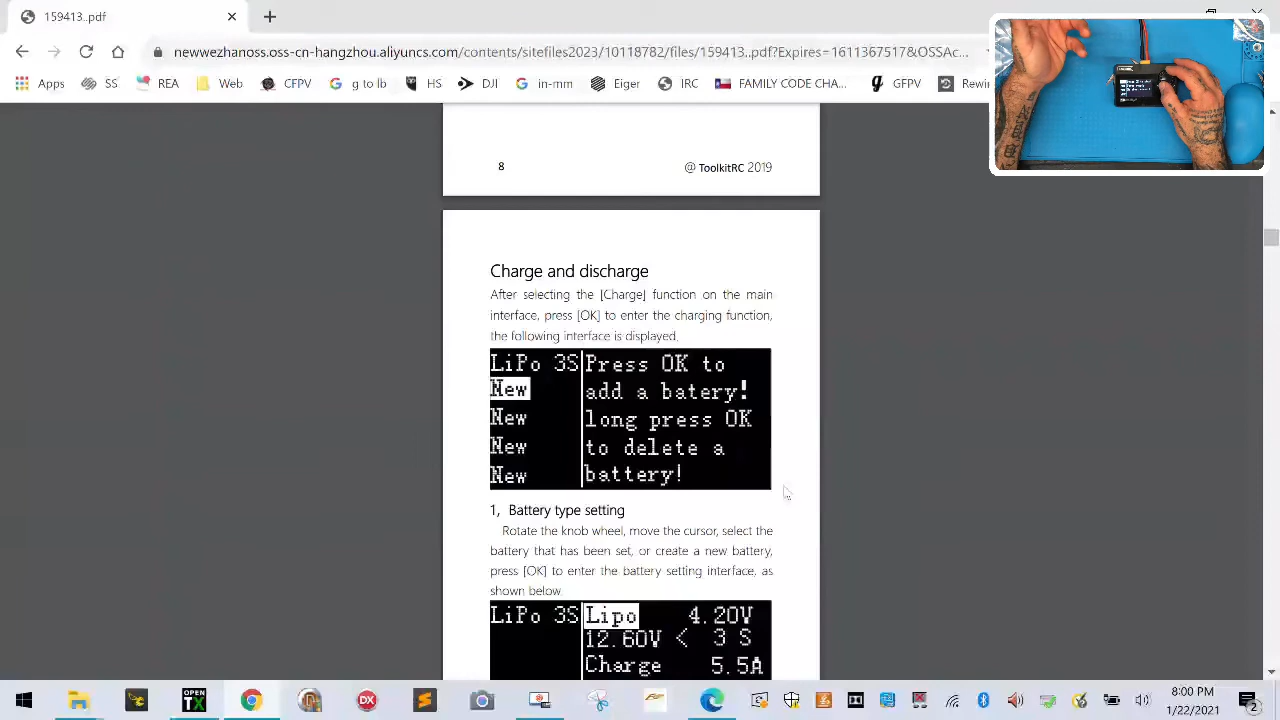 159413..pdf
newwezhanoss.oss-cn-hangzhou.aliyuncs.com/contents/sitefiles2023/10118782/files/159413..pdf?Expires=1611367517&OSSAc...
Apps SS REA Web CFP g to lb DJI in-mm Eiger IRC FAMILY CODE CHA... GFPV Rewin
8 @ ToolkitRC 2019
Charge and discharge
After selecting the [Charge] function on the main
interface, press [OK] to enter the charging function,
the following interface is displayed.
LiPo 3S Press OK to
New add a batery!
New long press OK
New to delete a
New battery!
1, Battery type setting
Rotate the knob wheel, move the cursor, select the
battery that has been set, or create a new battery,
press [OK] to enter the battery setting interface, as
shown below.
LiPo 3S Lipo 4.20V
12.60V < 3 S
Charge 5.5A
OPEN TX
DX
8:00 PM
1/22/2021
2